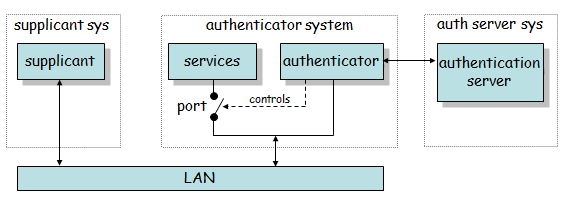 supplicant sys
authenticator system
auth server sys
supplicant
services
authenticator
authentication
server
port
controls
LAN